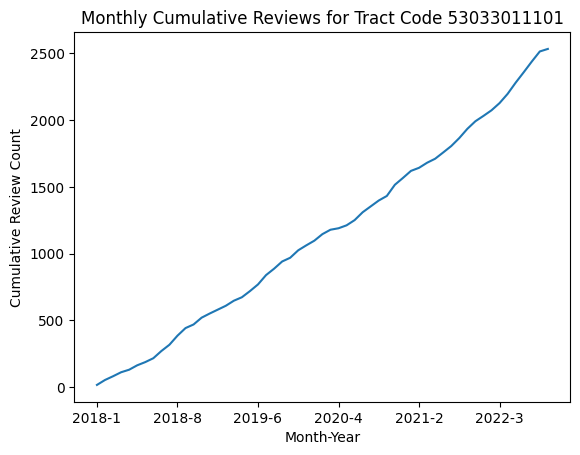 Monthly Cumulative Reviews for Tract Code 53033011101
Cumulative Review Count
2500
2000
1500
1000
500
0
2018-1 2018-8 2019-6 2020-4 2021-2 2022-3
Month-Year